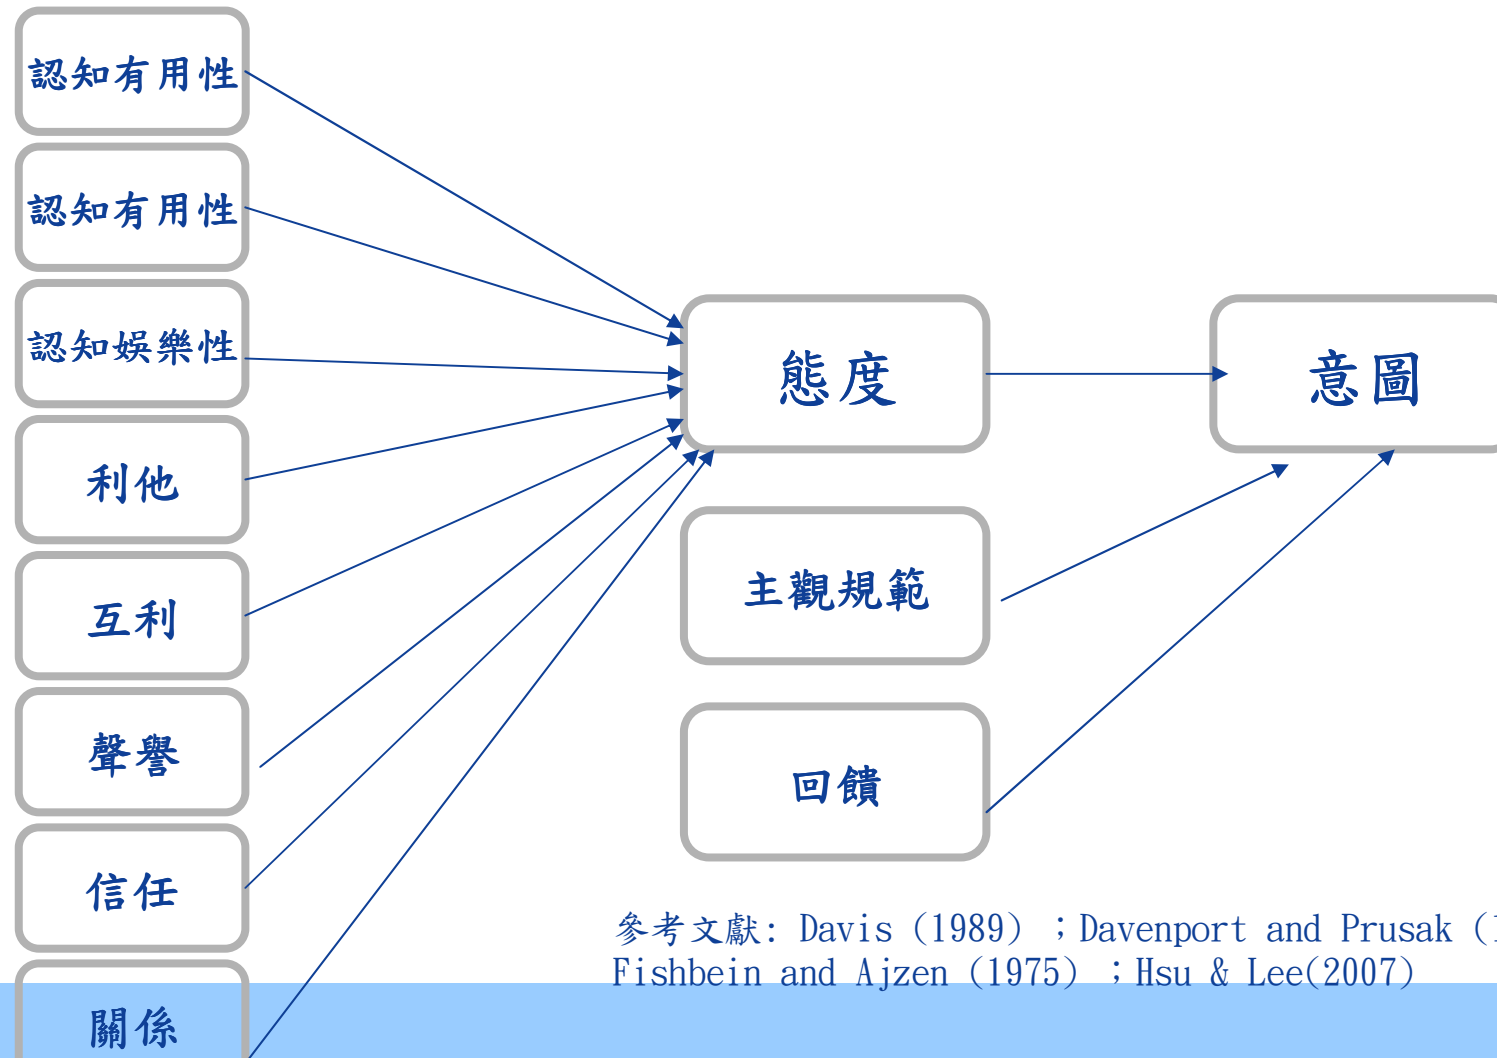 認知有用性
認知有用性
認知娛樂性
利他
互利
聲譽
信任
關係
態度
意圖
主觀規範
回饋
參考文獻: Davis (1989) ；Davenport and Prusak (
Fishbein and Ajzen (1975) ；Hsu & Lee(2007)